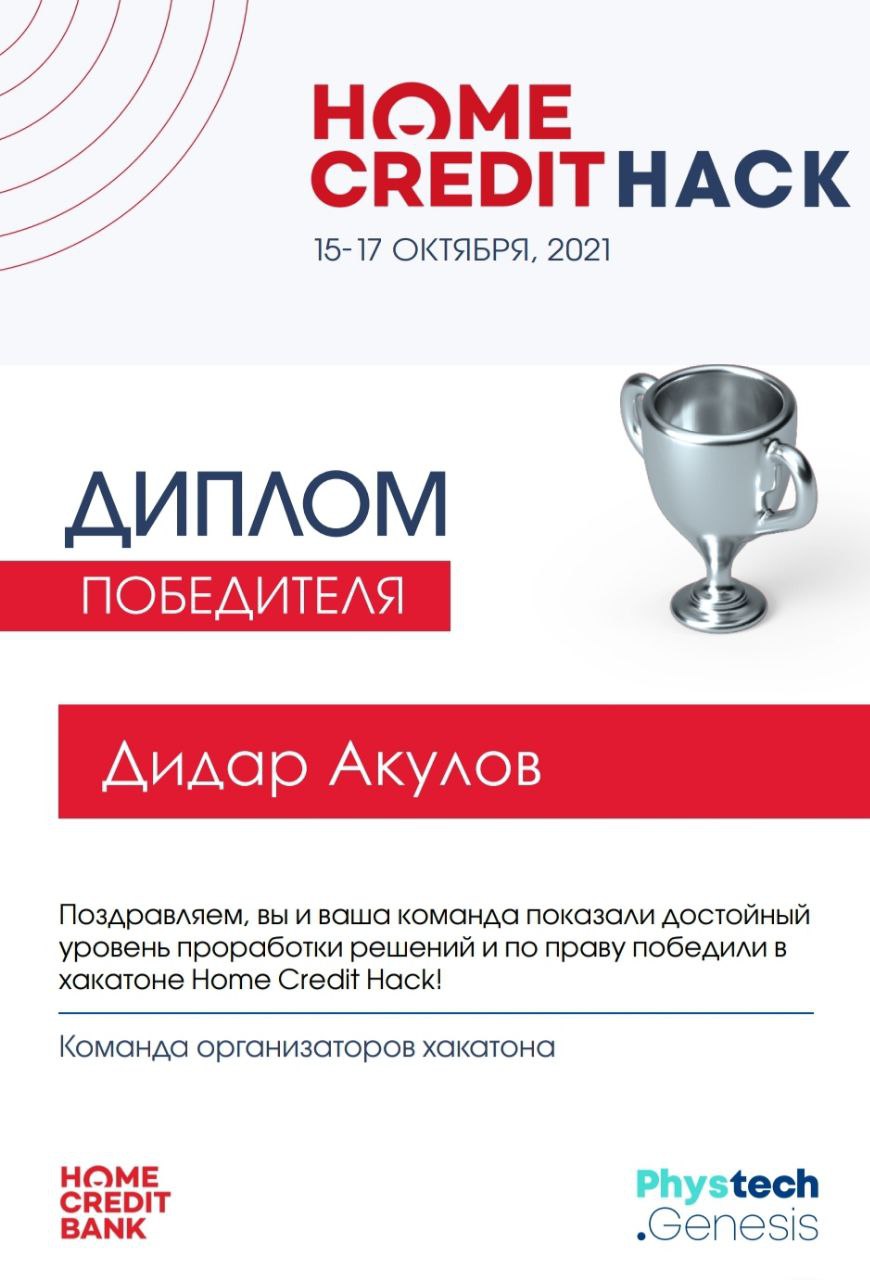 HOME
CREDIT HACK
15-17 ОКТЯБРЯ, 2021
ДИПЛОМ
ПОБЕДИТЕЛЯ
Дидар Акулов
Поздравляем, вы и ваша команда показали достойный
уровень проработки решений и по праву победили в
хакатоне Home Credit Hack!
Команда организаторов хакатона
HOME
CREDIT
BANK
Phystech
.Genesis